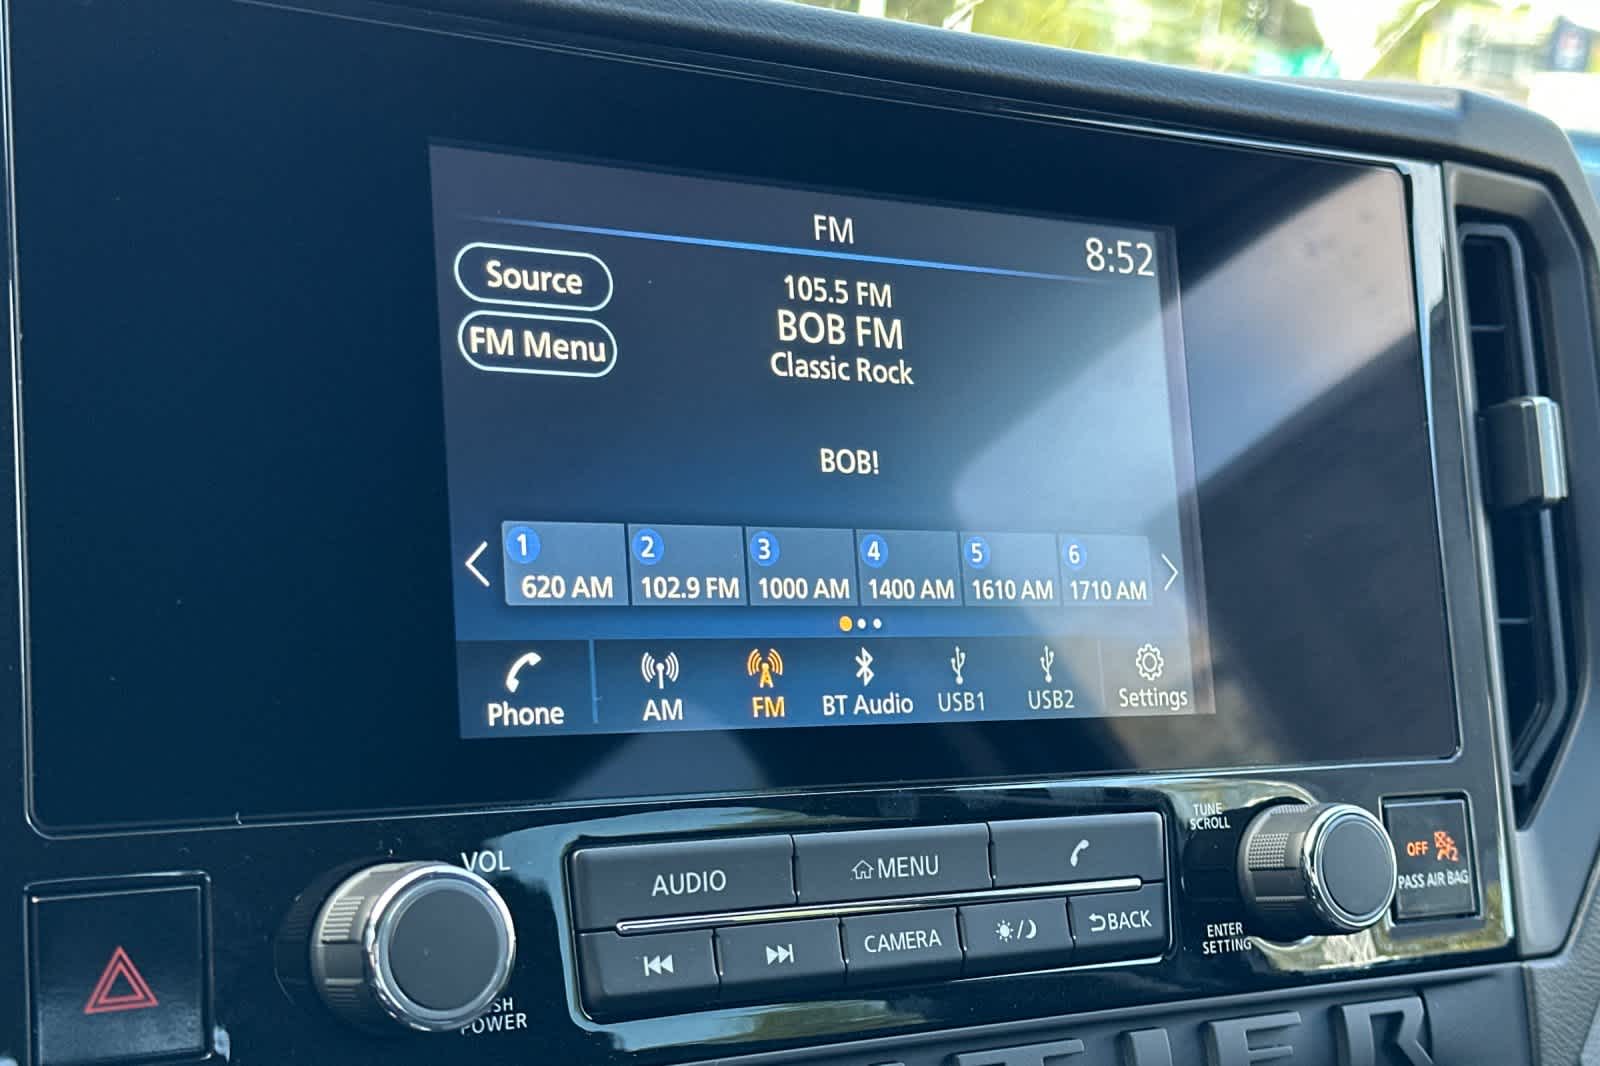 FM
8:52
Source
FM Menu
105.5 FM
BOB FM
Classic Rock
BOB!
1 2 3 4 5 6
620 AM 102.9 FM 1000 AM 1400 AM 1610 AM 1710 AM
Phone AM FM BT Audio USB1 USB2 Settings
VOL
POWER
AUDIO MENU
CAMERA BACK
TUNE
SCROLL
ENTER
SETTING
OFF 2
PASS AIR BAG